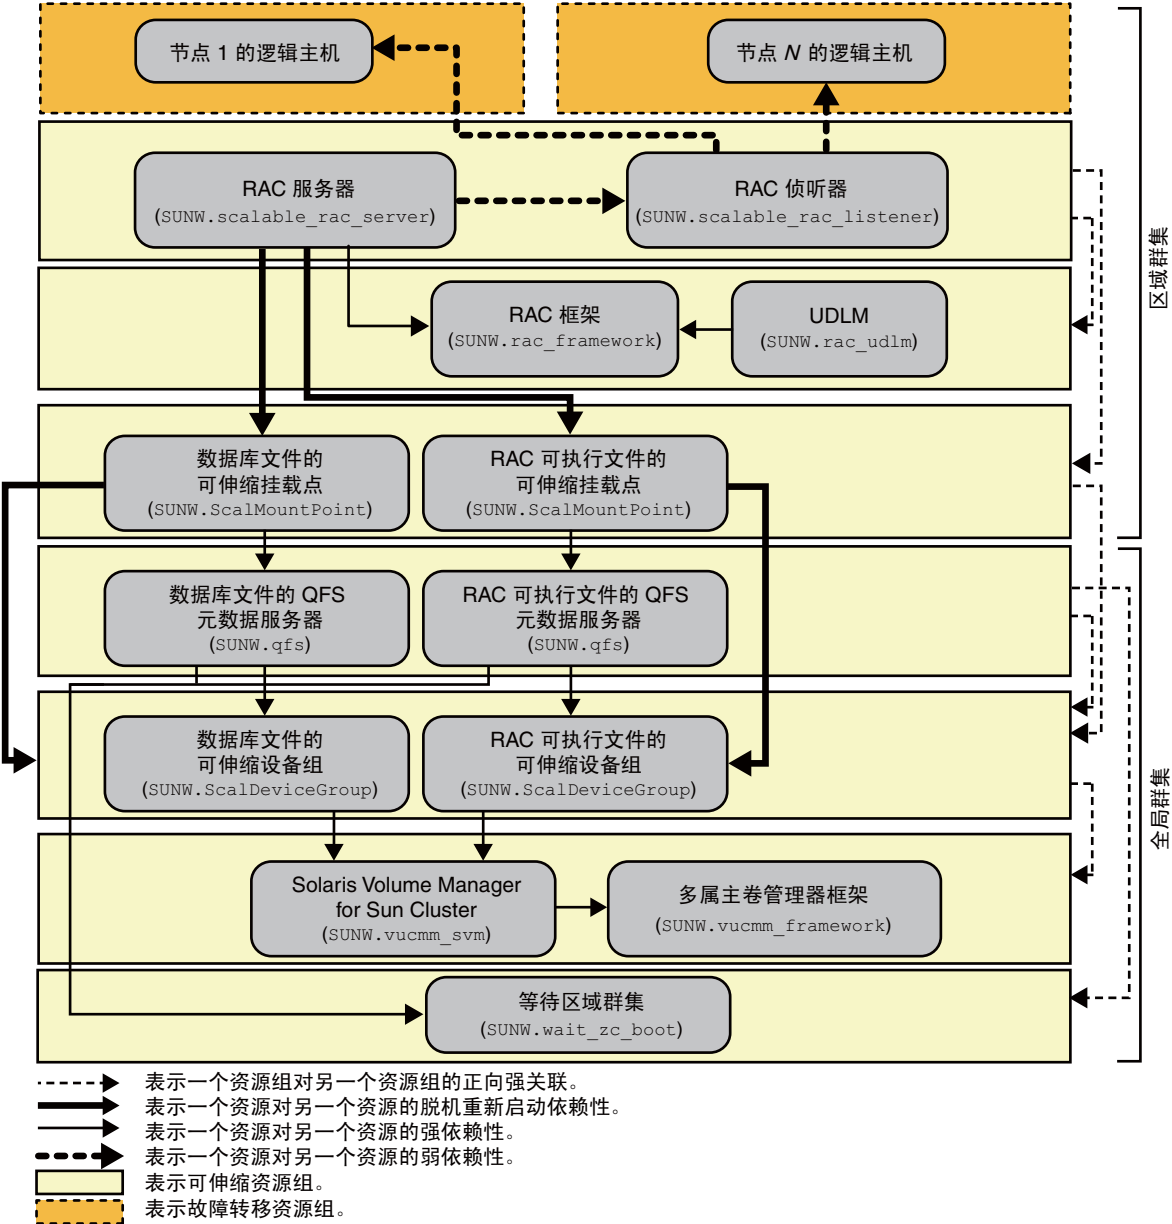 节点 1 的逻辑主机
节点 N 的逻辑主机
RAC 服务器
(SUNW.scalable_rac_server)
RAC 侦听器
(SUNW.scalable_rac_listener)
RAC 框架
(SUNW.rac_framework)
UDLM
(SUNW.rac_udlm)
区域群集
数据库文件的
可伸缩挂载点
(SUNW.ScalMountPoint)
RAC 可执行文件的
可伸缩挂载点
(SUNW.ScalMountPoint)
数据库文件的 QFS
元数据服务器
(SUNW.qfs)
RAC 可执行文件的 QFS
元数据服务器
(SUNW.qfs)
数据库文件的
可伸缩设备组
(SUNW.ScalDeviceGroup)
RAC 可执行文件的
可伸缩设备组
(SUNW.ScalDeviceGroup)
全局群集
Solaris Volume Manager
for Sun Cluster
(SUNW.vucmm_svm)
多属主卷管理器框架
(SUNW.vucmm_framework)
等待区域群集
(SUNW.wait_zc_boot)
表示一个资源组对另一个资源组的正向强关联。
表示一个资源对另一个资源的脱机重新启动依赖性。
表示一个资源对另一个资源的强依赖性。
表示一个资源对另一个资源的弱依赖性。
表示可伸缩资源组。
表示故障转移资源组。